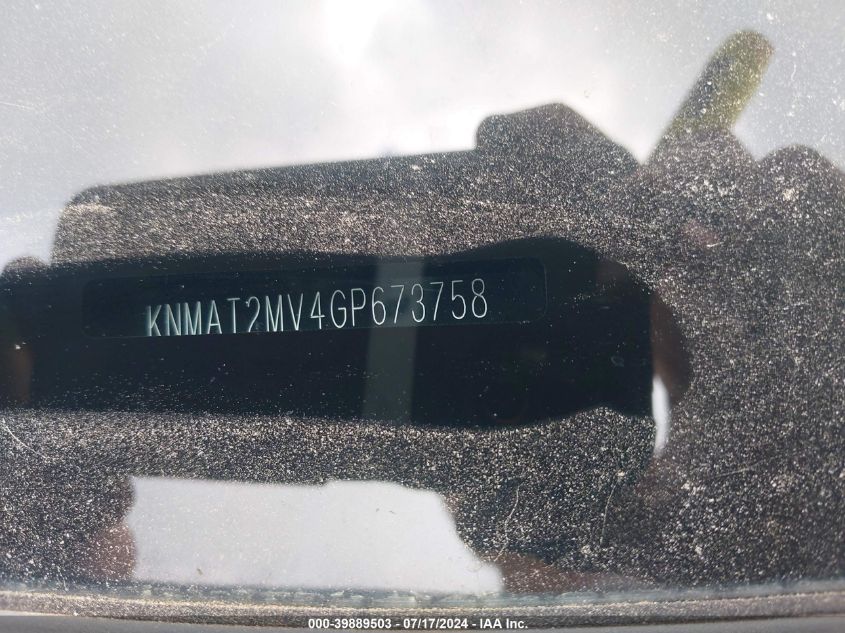 KNMAT2MV4GP673758
000-39889503 - 07/17/2024 - IAA Inc.